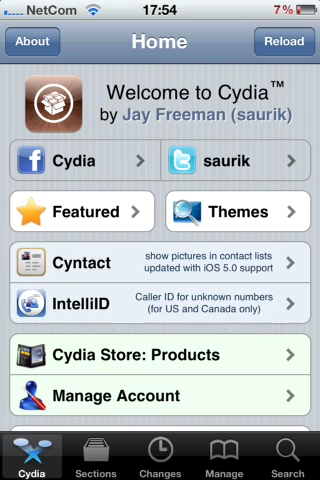 NetCom 17:54 7%
About Home Reload
Welcome to Cydia™
by Jay Freeman (saurik)
Cydia saurik
Featured Themes
Cyntact show pictures in contact lists
updated with iOS 5.0 support
IntelliID Caller ID for unknown numbers
(for US and Canada only)
Cydia Store: Products
Manage Account
Cydia Sections Changes Manage Search